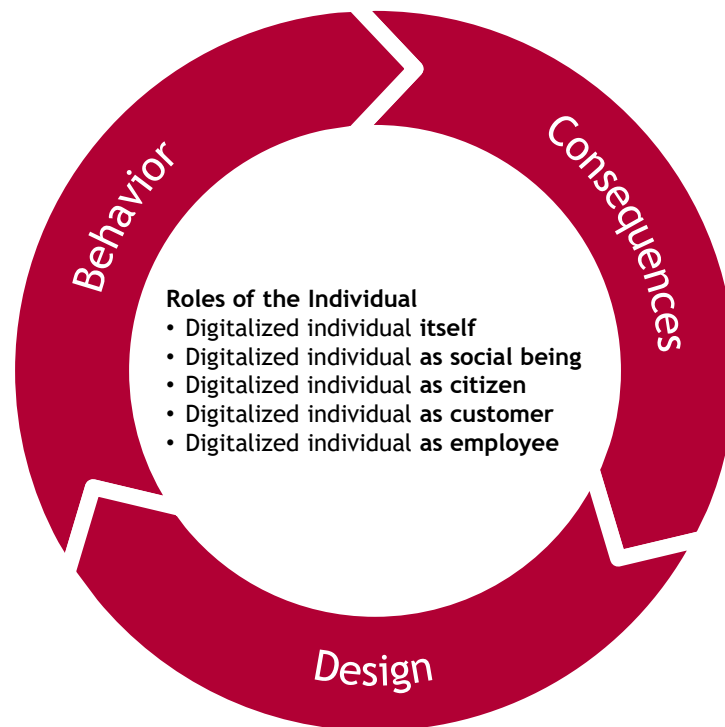 Behavior
Consequences
Roles of the Individual
• Digitalized individual itself
• Digitalized individual as social being
• Digitalized individual as citizen
• Digitalized individual as customer
• Digitalized individual as employee
Design